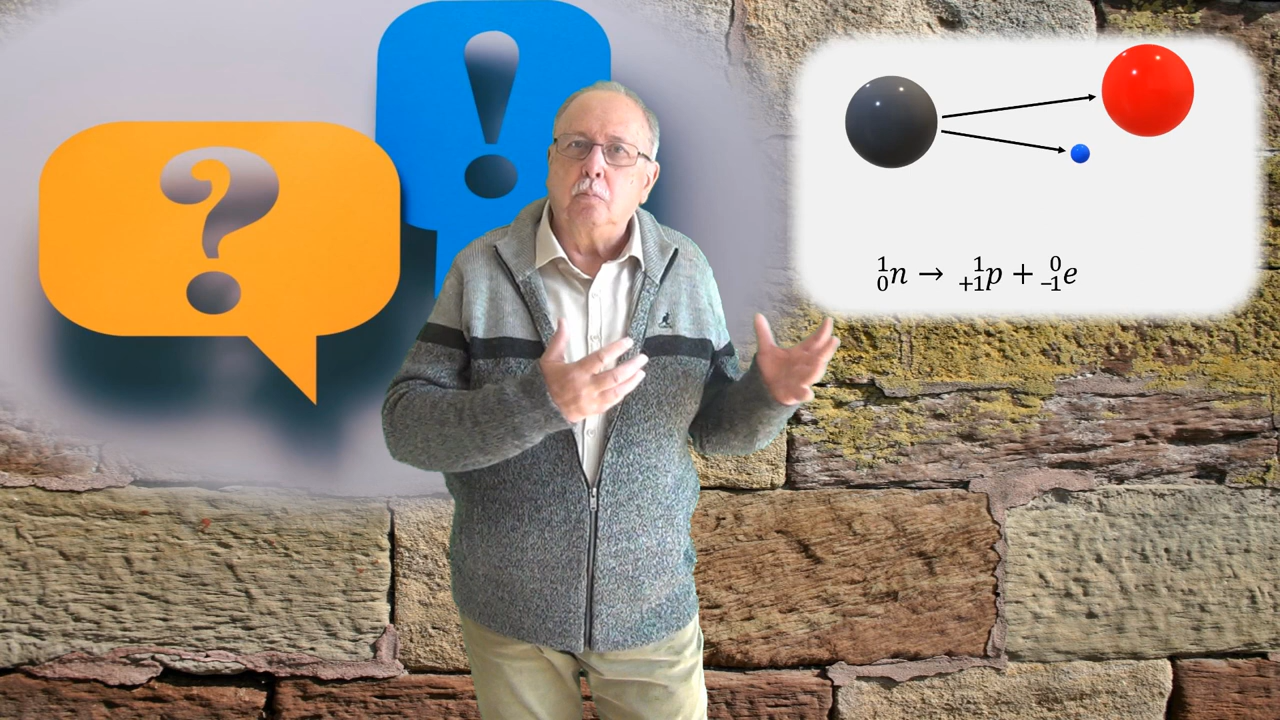 ?
!
¹₀n → ¹₊₁p + ⁰₋₁e